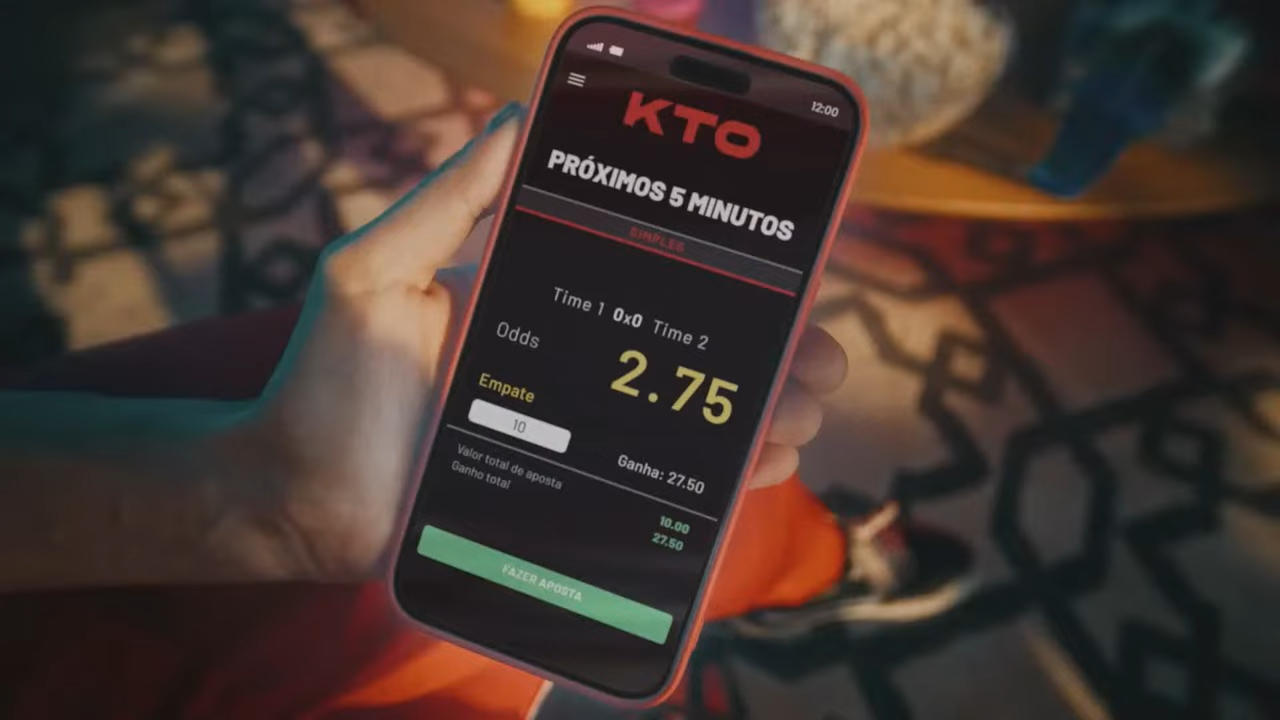 12:00
KTO
PRÓXIMOS 5 MINUTOS
SIMPLES
Time 1 0x0 Time 2
Odds
2.75
Empate
10
Ganha: 27.50
Valor total de aposta
Ganho total
10.00
27.50
FAZER APOSTA